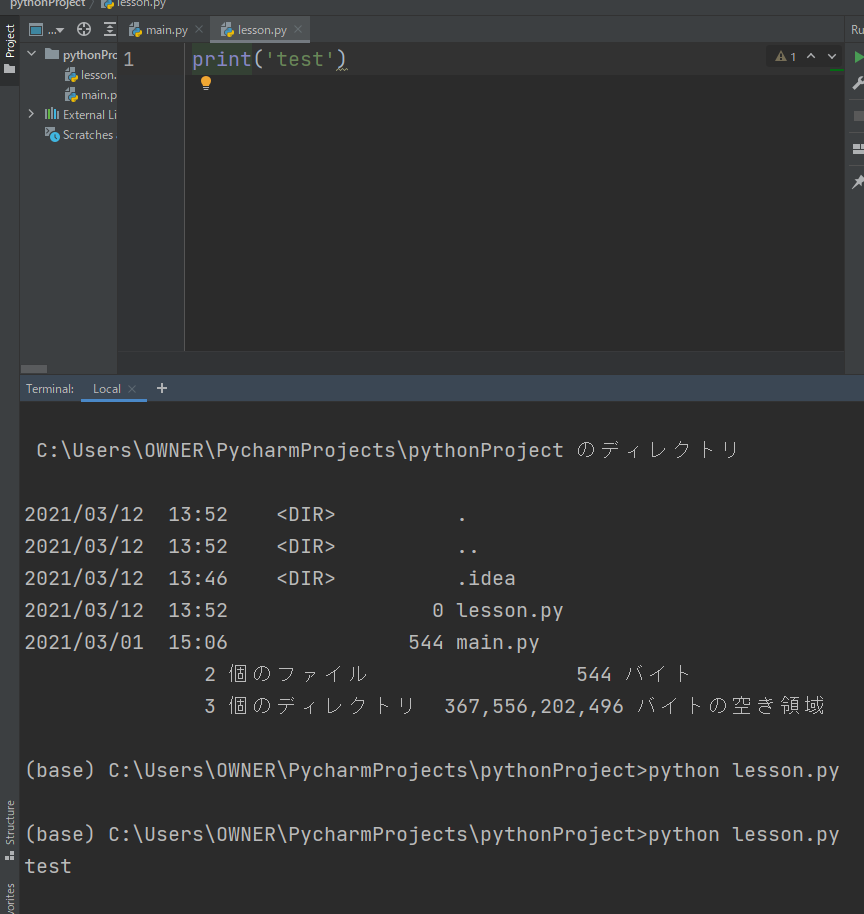 pythonProject lesson.py
Project
... main.py lesson.py Ru
pythonPro
lesson.
main.p
External Li
Scratches
1 print('test') 1
Terminal: Local +
C:\Users\OWNER\PycharmProjects\pythonProject のディレクトリ
2021/03/12 13:52 <DIR> .
2021/03/12 13:52 <DIR> ..
2021/03/12 13:46 <DIR> .idea
2021/03/12 13:52 0 lesson.py
2021/03/01 15:06 544 main.py
2 個のファイル 544 バイト
3 個のディレクトリ 367,556,202,496 バイトの空き領域
(base) C:\Users\OWNER\PycharmProjects\pythonProject>python lesson.py
(base) C:\Users\OWNER\PycharmProjects\pythonProject>python lesson.py
test
Structure
vorites